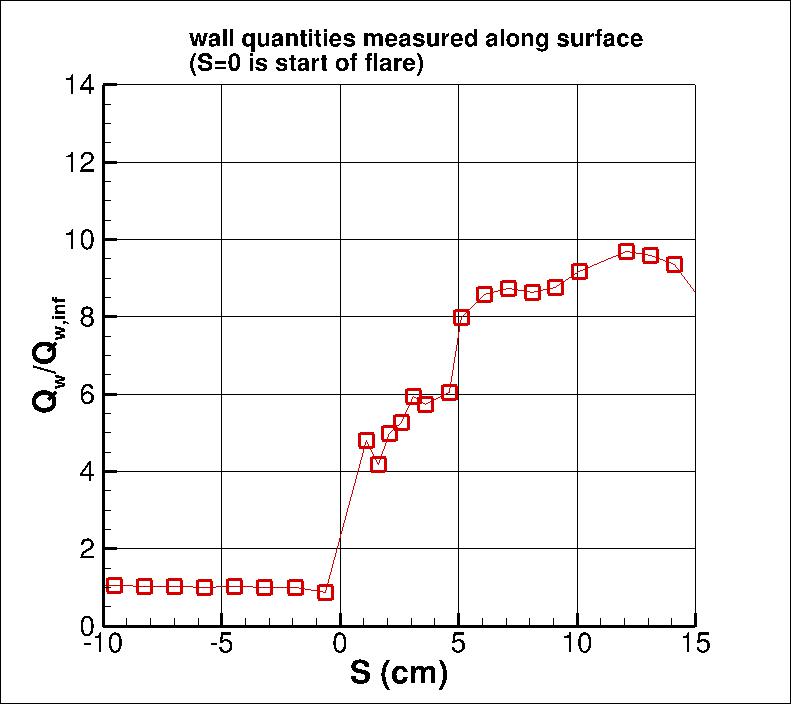 wall quantities measured along surface
(S=0 is start of flare)
14
12
10
8
6
4
2
0
Qw/Qw,inf
-10 -5 0 5 10 15
S (cm)